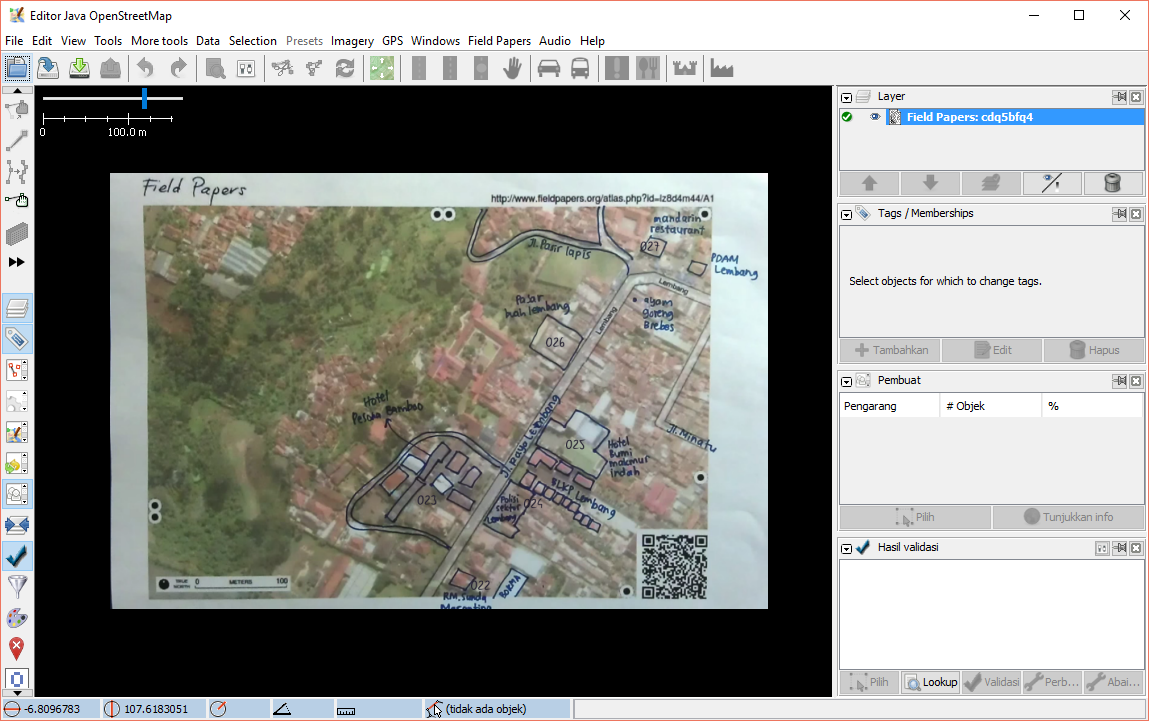 Editor Java OpenStreetMap
File Edit View Tools More tools Data Selection Presets Imagery GPS Windows Field Papers Audio Help
0 100.0 m
Layer
Field Papers: cdq5bfq4
Tags / Memberships
Select objects for which to change tags.
Tambahkan Edit Hapus
Pembuat
Pengarang # Objek %
Pilih Tunjukkan info
Hasil validasi
Pilih Lookup Validasi Perb... Abai...
Field Papers
http://www.fieldpapers.org/atlas.php?id=lz8d4m44/A1
mandarin
restaurant
027
Jl. Pasir lapis
PDAM
Lembang
Lembang
Pasar
buah lembang
026
Lembang
ayam
goreng
Brebes
Hotel
Pesona Bamboo
Jl. Raya Lembang
Jl. Minatu
025
Hotel
Bumi
makmur
Indah
023
BLKP Lembang
024
Polisi
sektor
Lembang
TRUE
NORTH
0 METERS 100
022
BORMA
RM. Sunda
-6.8096783 107.6183051 (tidak ada objek)